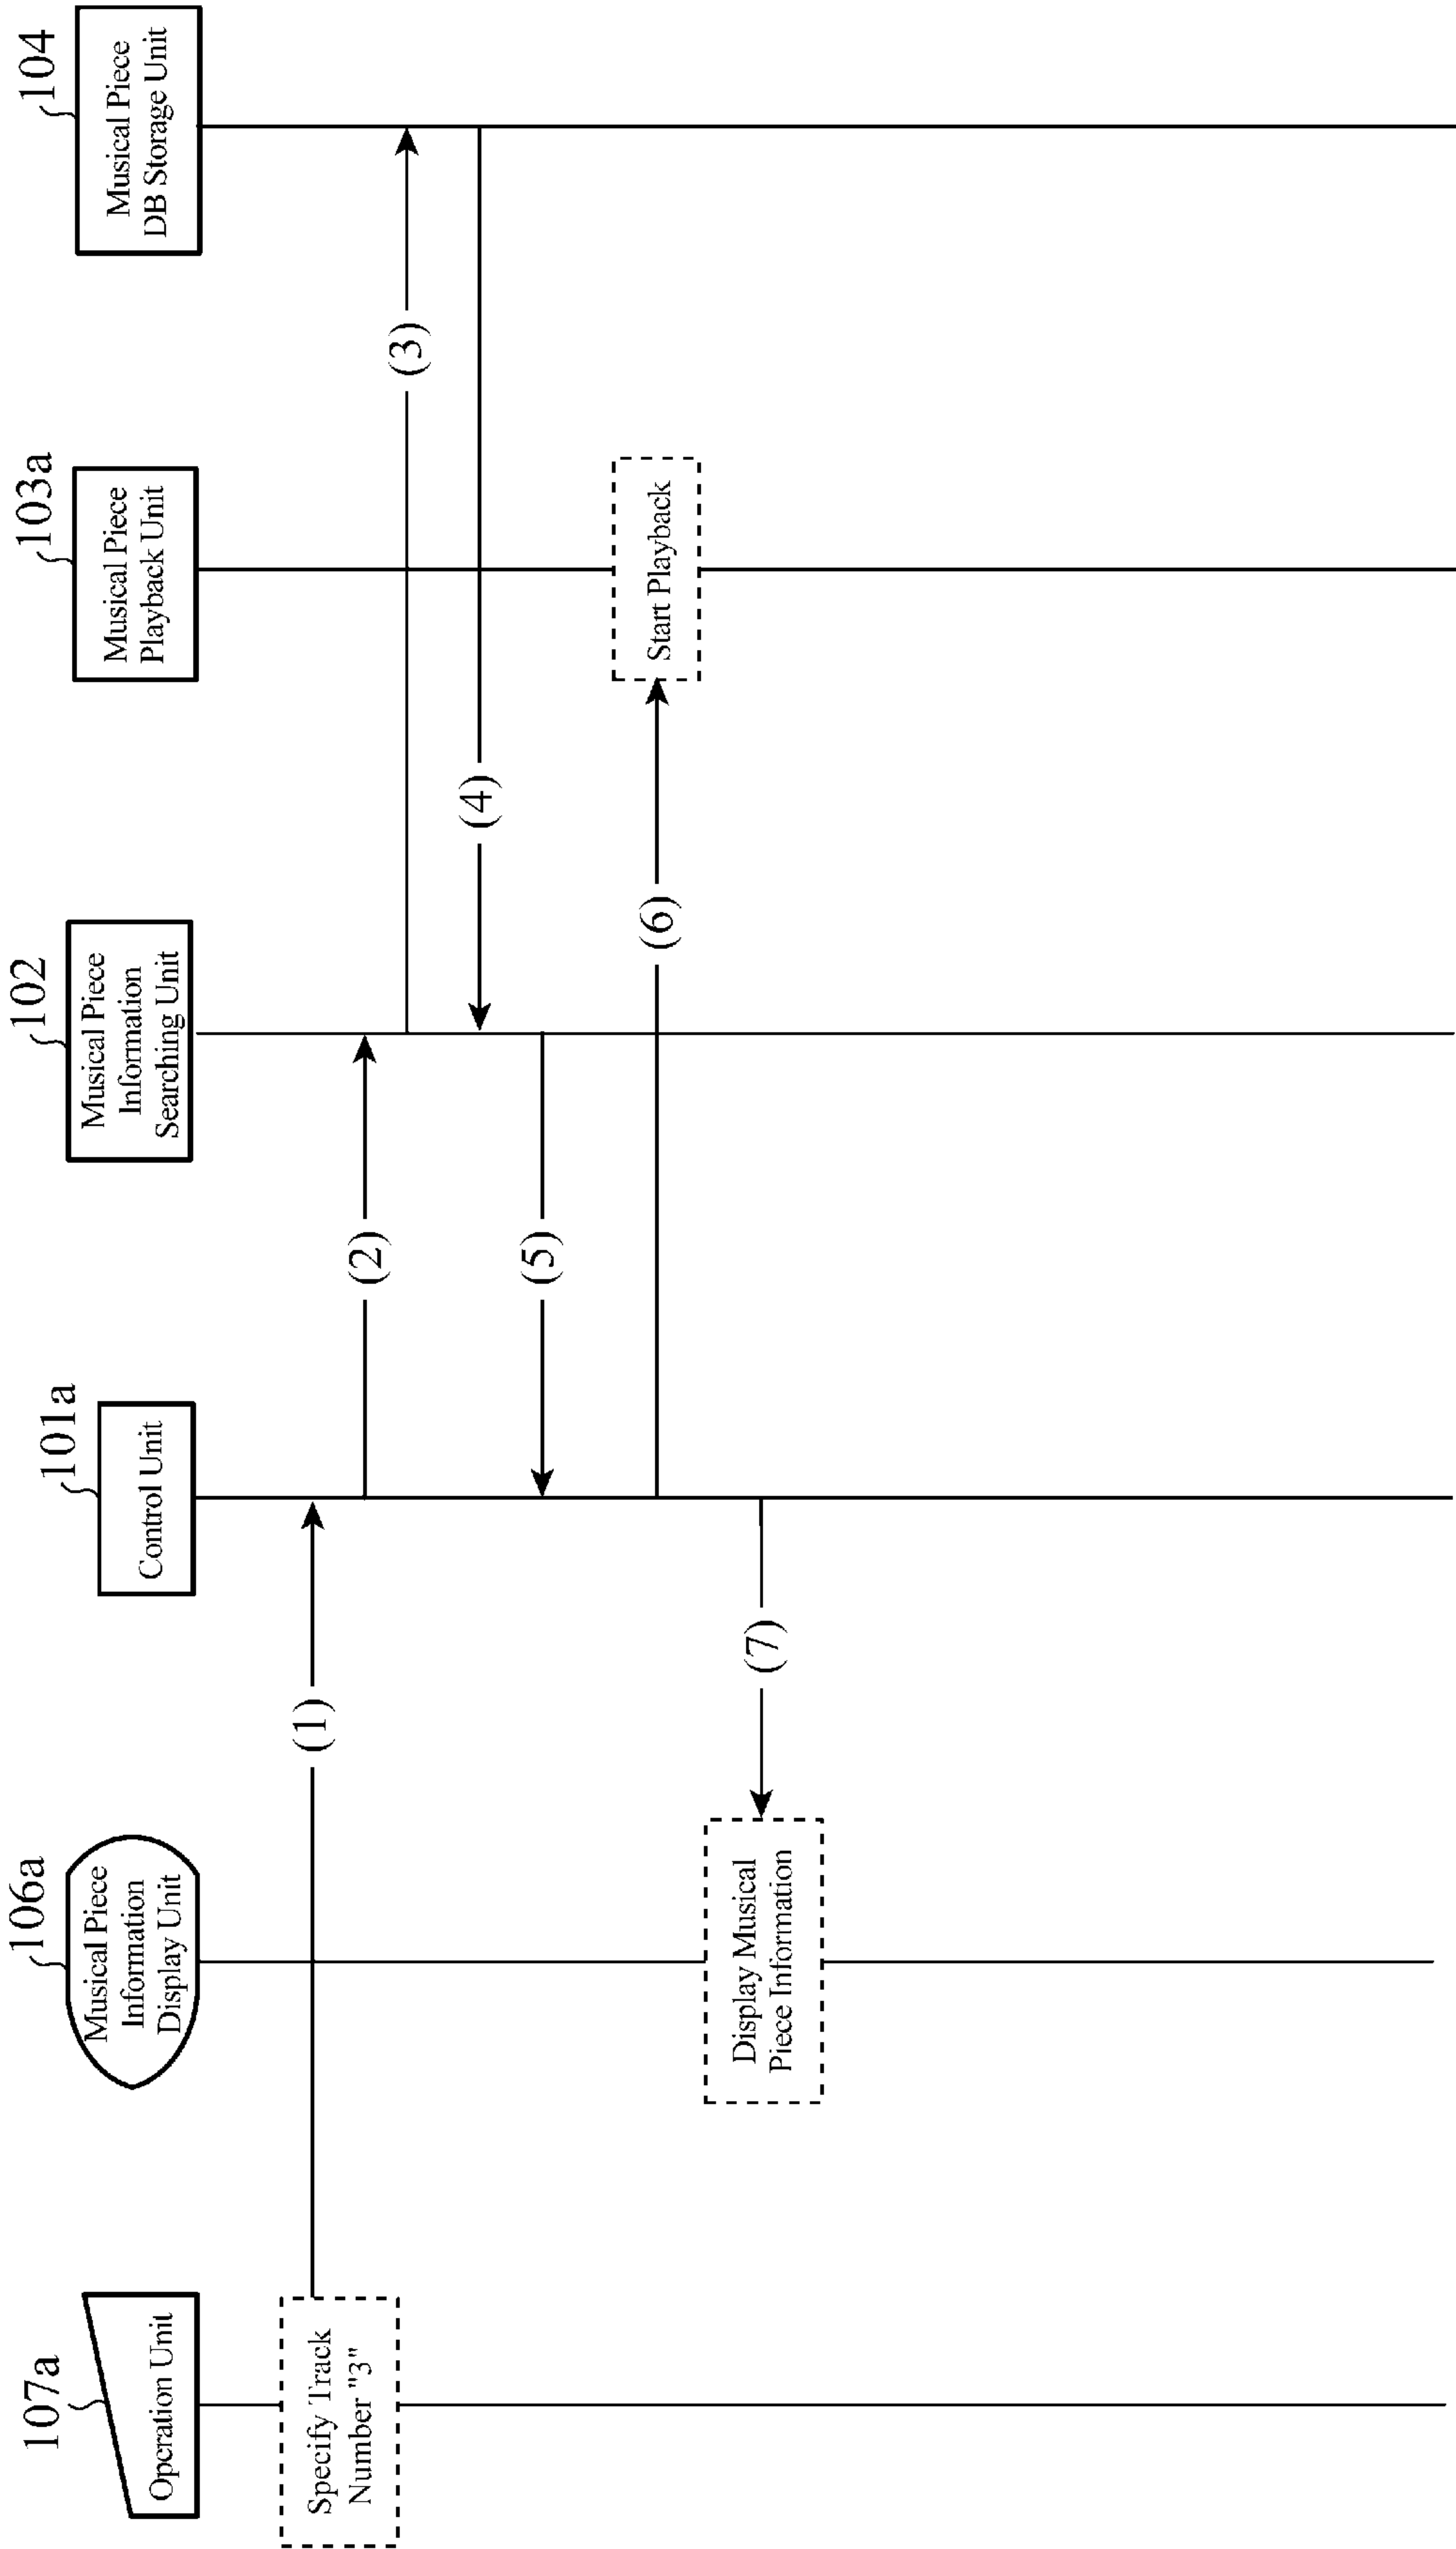 107a
Operation Unit
106a
Musical Piece
Information
Display Unit
101a
Control Unit
102
Musical Piece
Information
Searching Unit
103a
Musical Piece
Playback Unit
104
Musical Piece
DB Storage Unit
Specify Track
Number "3"
(1)
(2)
(3)
(4)
(5)
(6)
Start Playback
(7)
Display Musical
Piece Information